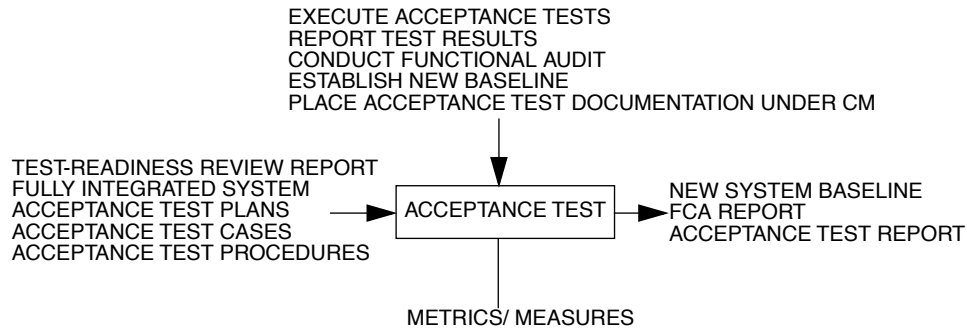 EXECUTE ACCEPTANCE TESTS
REPORT TEST RESULTS
CONDUCT FUNCTIONAL AUDIT
ESTABLISH NEW BASELINE
PLACE ACCEPTANCE TEST DOCUMENTATION UNDER CM
TEST-READINESS REVIEW REPORT
FULLY INTEGRATED SYSTEM
ACCEPTANCE TEST PLANS
ACCEPTANCE TEST CASES
ACCEPTANCE TEST PROCEDURES
ACCEPTANCE TEST
NEW SYSTEM BASELINE
FCA REPORT
ACCEPTANCE TEST REPORT
METRICS/ MEASURES